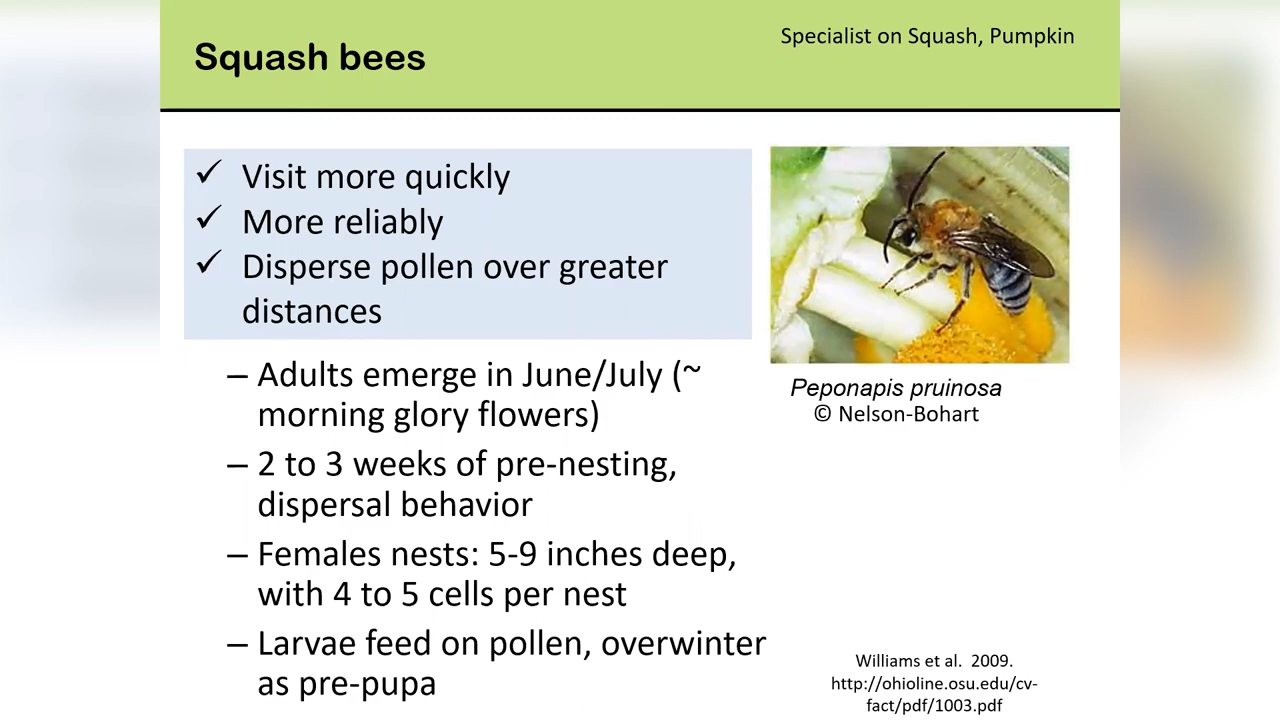 Squash bees
Specialist on Squash, Pumpkin
✓ Visit more quickly
✓ More reliably
✓ Disperse pollen over greater
distances
– Adults emerge in June/July (~
morning glory flowers)
– 2 to 3 weeks of pre-nesting,
dispersal behavior
– Females nests: 5-9 inches deep,
with 4 to 5 cells per nest
– Larvae feed on pollen, overwinter
as pre-pupa
Peponapis pruinosa
© Nelson-Bohart
Williams et al. 2009.
http://ohioline.osu.edu/cv-
fact/pdf/1003.pdf